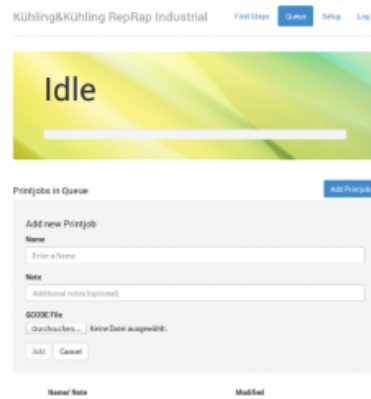 Kühling&Kühling RepRap Industrial First Steps Queue Setup Log
Idle
Printjobs in Queue Add Printjob
Add new Printjob
Name
Enter a Name
Note
Additional notes (optional)
GCODE File
Durchsuchen... Keine Datei ausgewählt.
Add Cancel
Name/ Note Modified